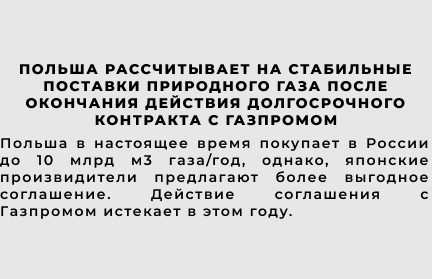 ПОЛЬША РАССЧИТЫВАЕТ НА СТАБИЛЬНЫЕ
ПОСТАВКИ ПРИРОДНОГО ГАЗА ПОСЛЕ
ОКОНЧАНИЯ ДЕЙСТВИЯ ДОЛГОСРОЧНОГО
КОНТРАКТА С ГАЗПРОМОМ
Польша в настоящее время покупает в России
до 10 млрд м3 газа/год, однако, японские
произвидители предлагают более выгодное
соглашение. Действие соглашения с
Газпромом истекает в этом году.